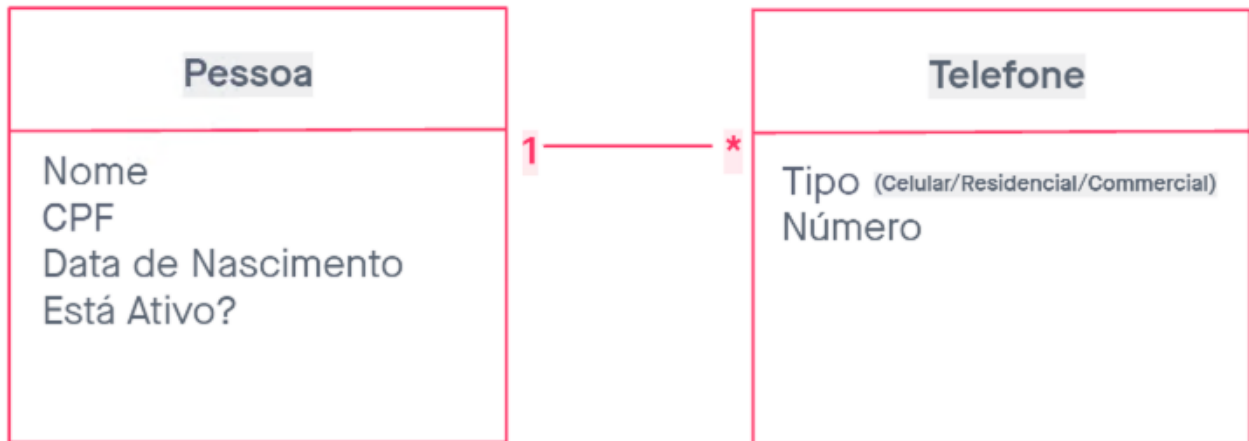 Pessoa
Nome
CPF
Data de Nascimento
Está Ativo?
1 *
Telefone
Tipo (Celular/Residencial/Commercial)
Número